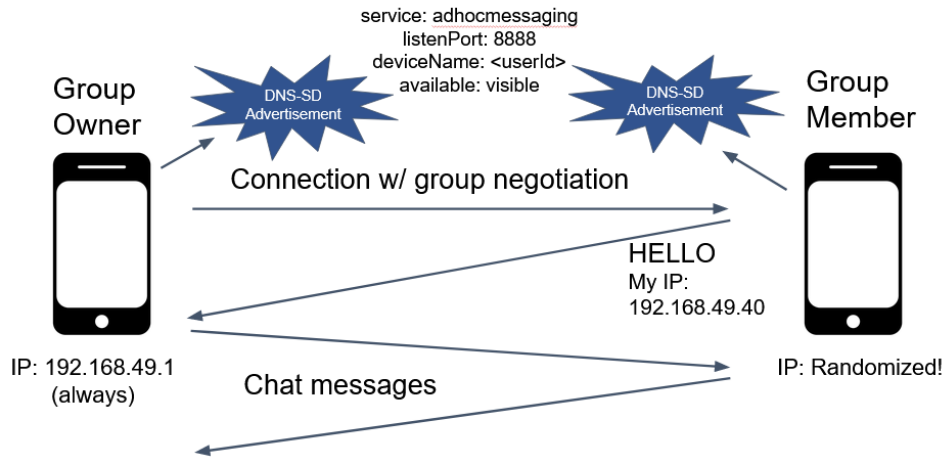 service: adhocmessaging
listenPort: 8888
deviceName: <userId>
available: visible
Group
Owner
DNS-SD
Advertisement
DNS-SD
Advertisement
Group
Member
Connection w/ group negotiation
HELLO
My IP:
192.168.49.40
IP: 192.168.49.1
(always)
Chat messages
IP: Randomized!